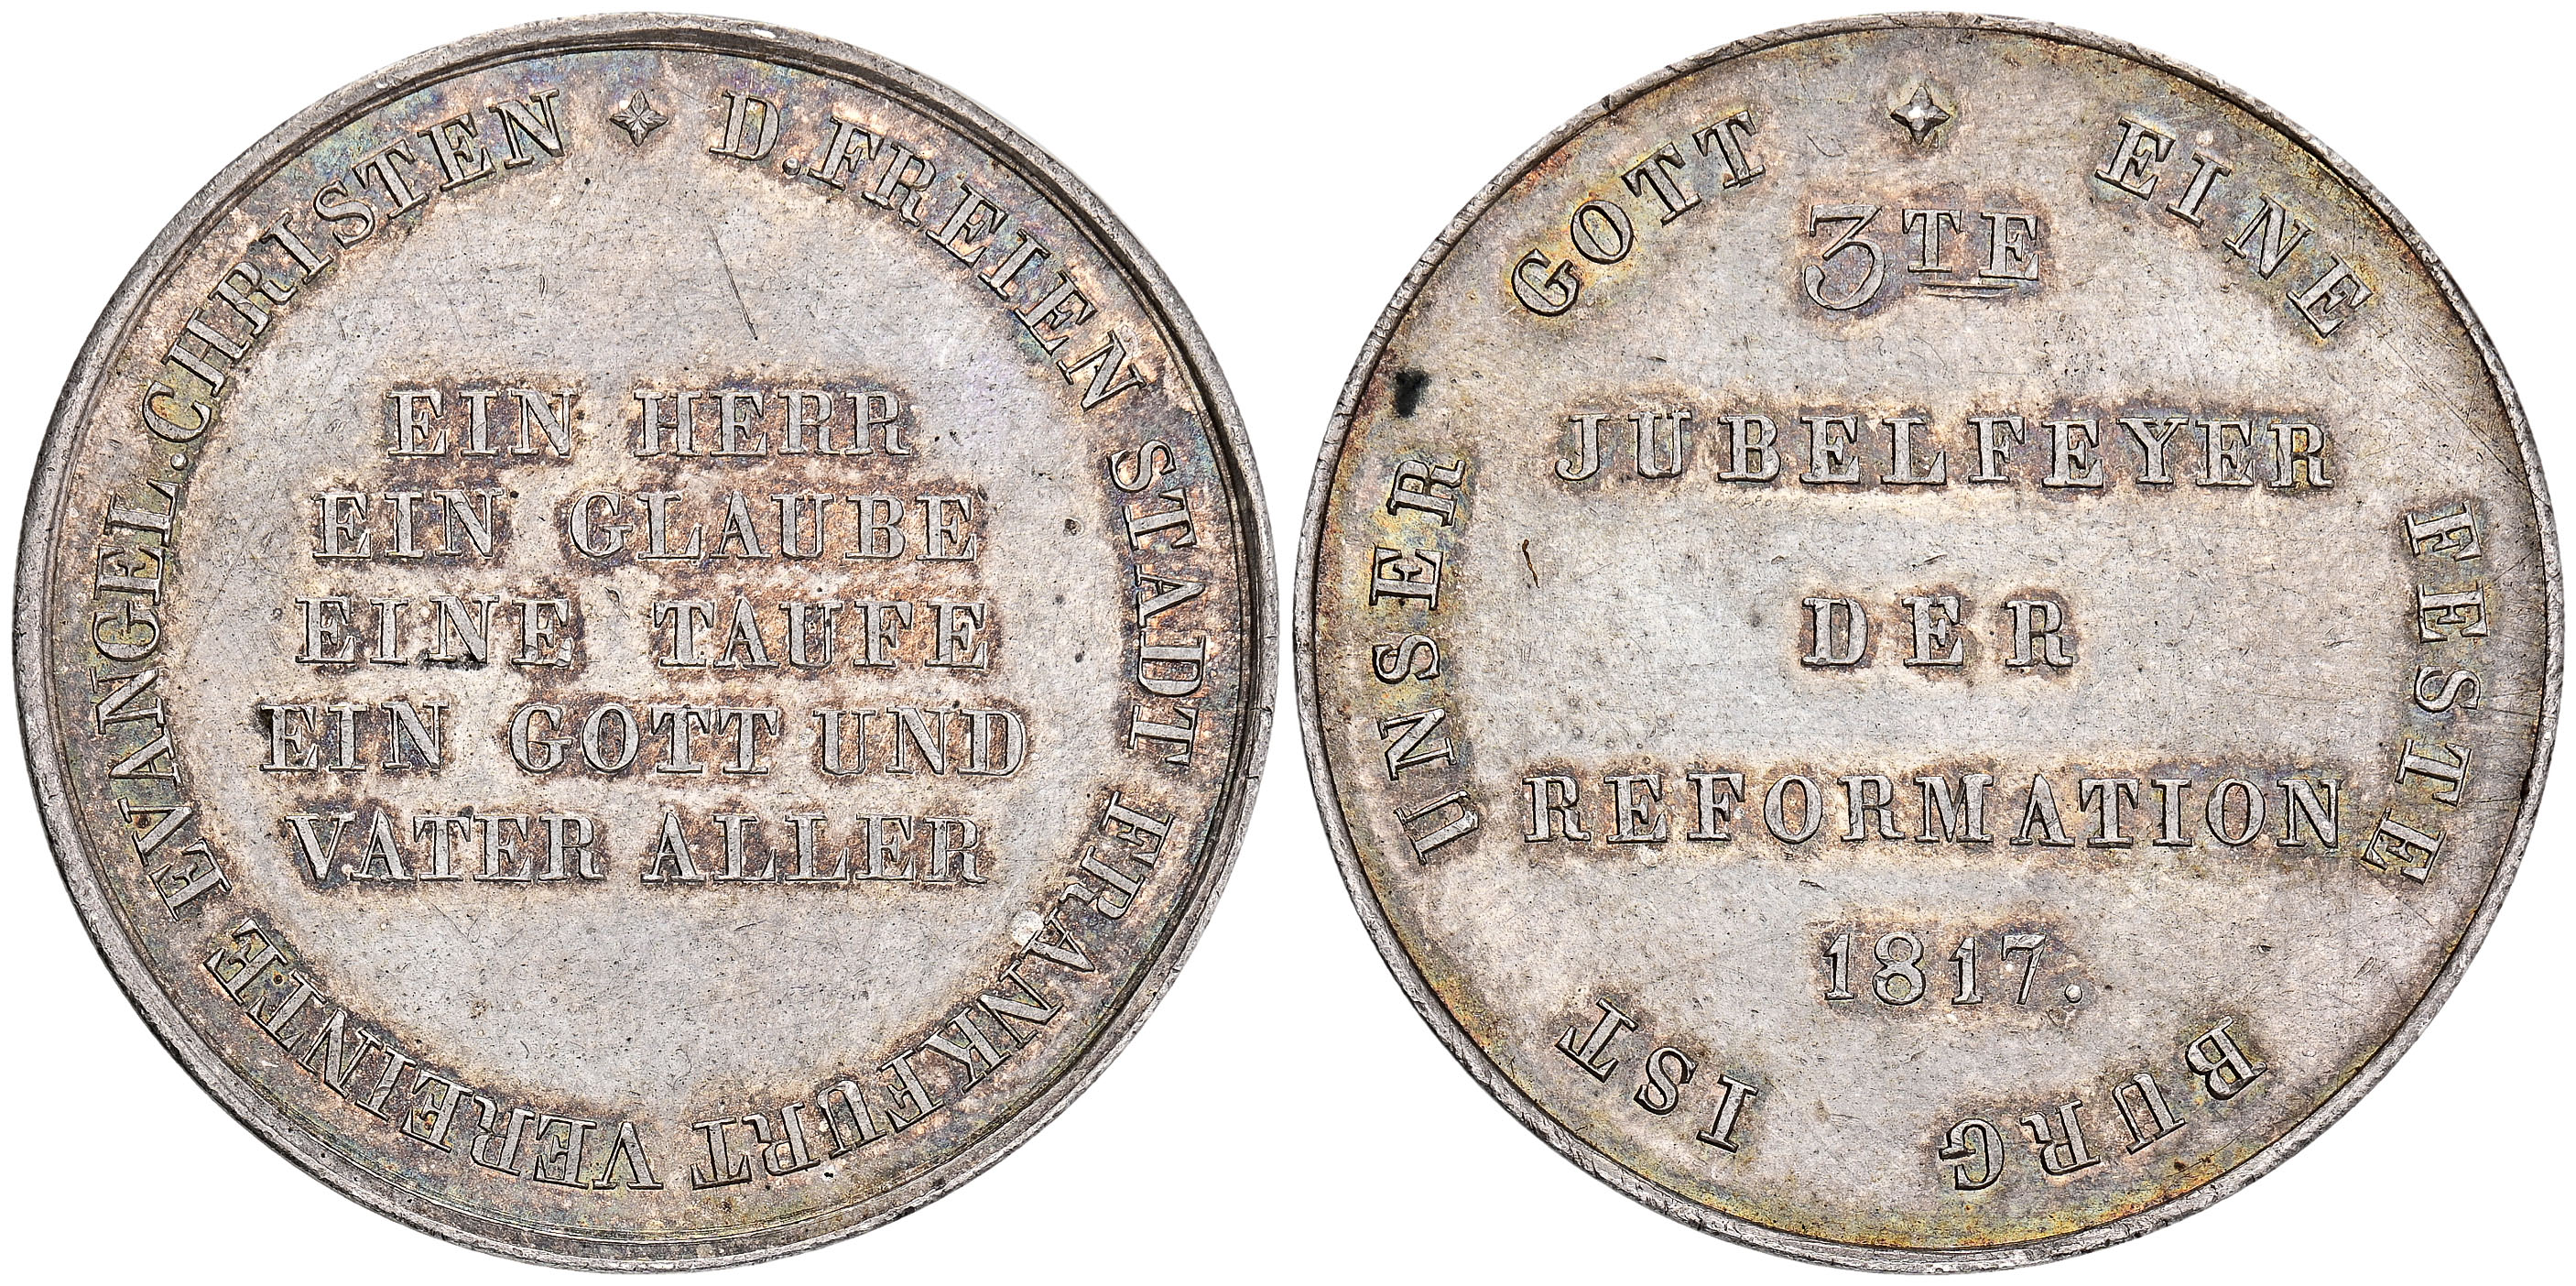 D.FREIEN STADT FRANKFURT VEREINTE EVANGEL.CHRISTEN
EIN HERR
EIN GLAUBE
EINE TAUFE
EIN GOTT UND
VATER ALLER
EINE FESTE BURG IST UNSER GOTT
3TE
JUBELFEYER
DER
REFORMATION
1817.